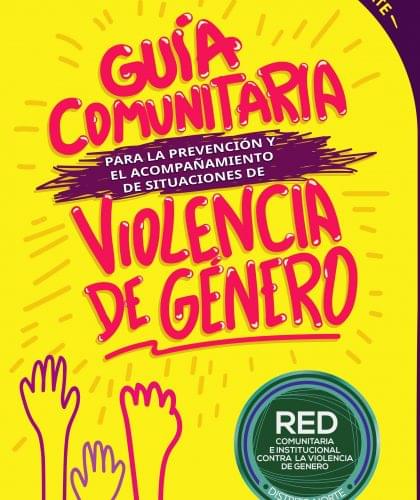 GUÍA
COMUNITARIA
PARA LA PREVENCIÓN Y
EL ACOMPAÑAMIENTO
DE SITUACIONES DE
VIOLENCIA
DE GÉNERO
RED
COMUNITARIA
E INSTITUCIONAL
CONTRA LA VIOLENCIA
DE GENERO
DISTRITO NORTE